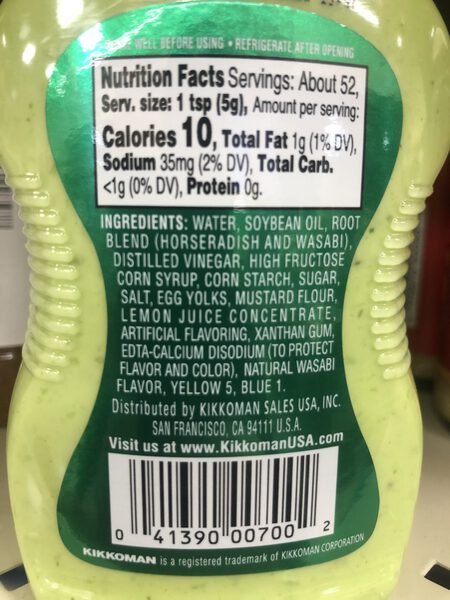 WELL BEFORE USING • REFRIGERATE AFTER OPENING
Nutrition Facts Servings: About 52,
Serv. size: 1 tsp (5g), Amount per serving:
Calories 10, Total Fat 1g (1% DV),
Sodium 35mg (2% DV), Total Carb.
<1g (0% DV), Protein 0g.
INGREDIENTS: WATER, SOYBEAN OIL, ROOT
BLEND (HORSERADISH AND WASABI),
DISTILLED VINEGAR, HIGH FRUCTOSE
CORN SYRUP, CORN STARCH, SUGAR,
SALT, EGG YOLKS, MUSTARD FLOUR,
LEMON JUICE CONCENTRATE,
ARTIFICIAL FLAVORING, XANTHAN GUM,
EDTA-CALCIUM DISODIUM (TO PROTECT
FLAVOR AND COLOR), NATURAL WASABI
FLAVOR, YELLOW 5, BLUE 1.
Distributed by KIKKOMAN SALES USA, INC.
SAN FRANCISCO, CA 94111 U.S.A.
Visit us at www.KikkomanUSA.com
0 41390 00700 2
KIKKOMAN is a registered trademark of KIKKOMAN CORPORATION